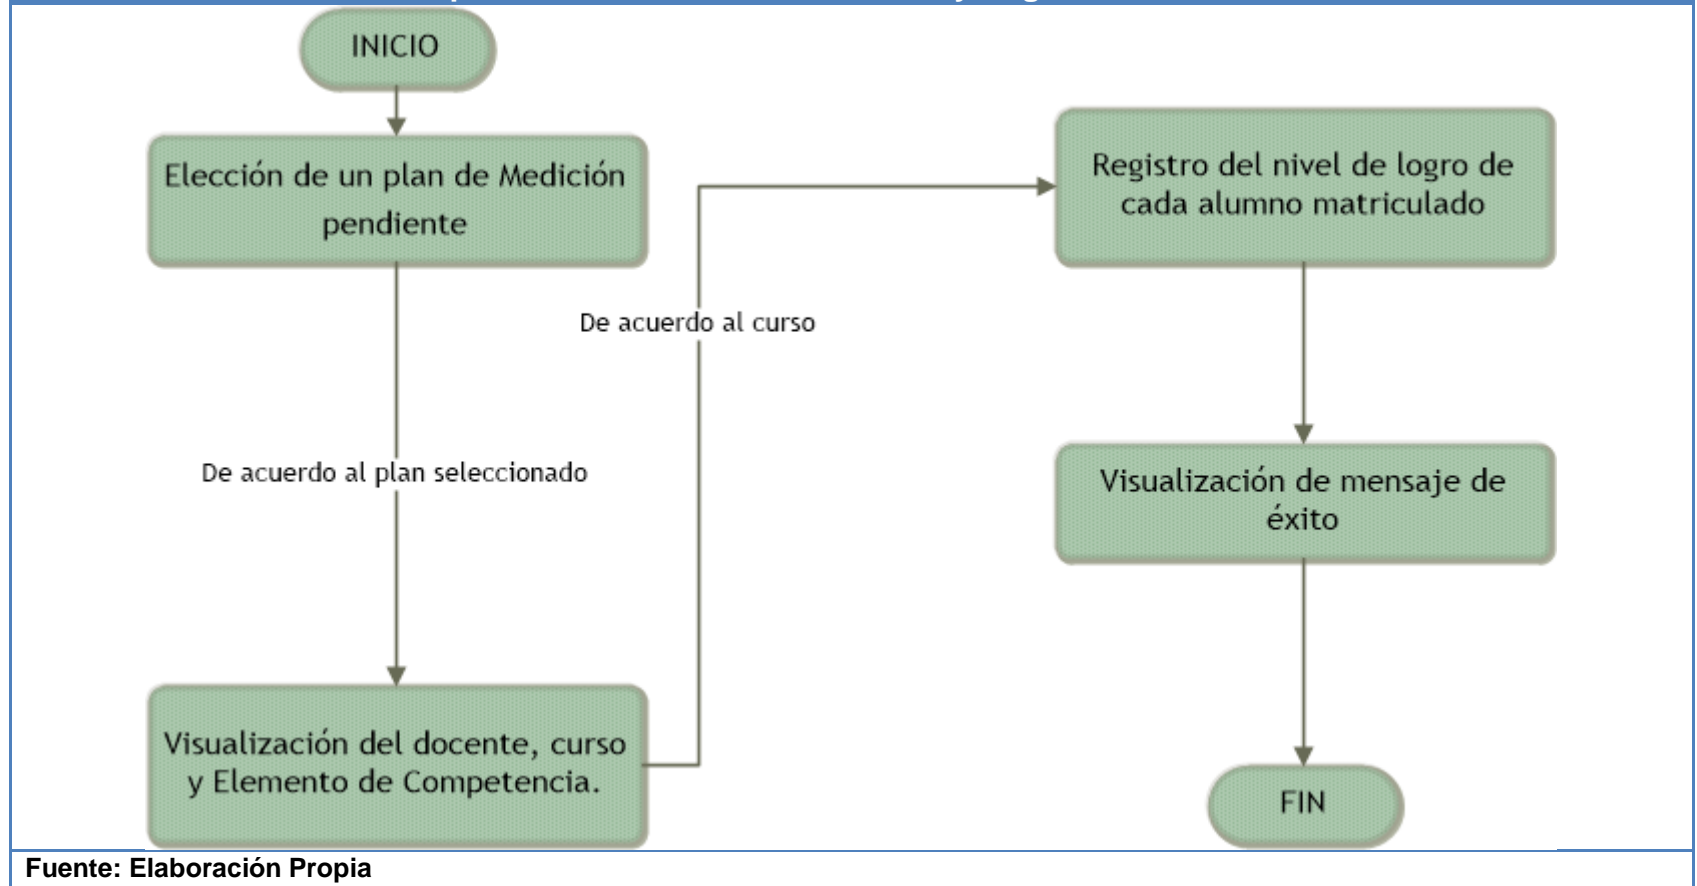 INICIO
Elección de un plan de Medición
pendiente
De acuerdo al plan seleccionado
Visualización del docente, curso
y Elemento de Competencia.
De acuerdo al curso
Registro del nivel de logro de
cada alumno matriculado
Visualización de mensaje de
éxito
FIN
Fuente: Elaboración Propia